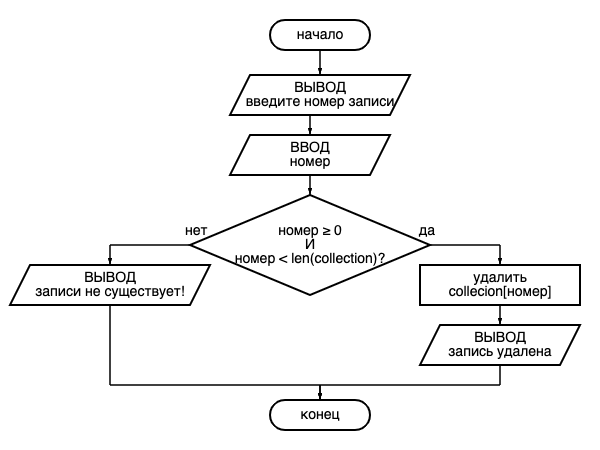 начало
ВЫВОД
введите номер записи
ВВОД
номер
нет
да
номер ≥ 0
И
номер < len(collection)?
ВЫВОД
записи не существует!
удалить
collecion[номер]
ВЫВОД
запись удалена
конец